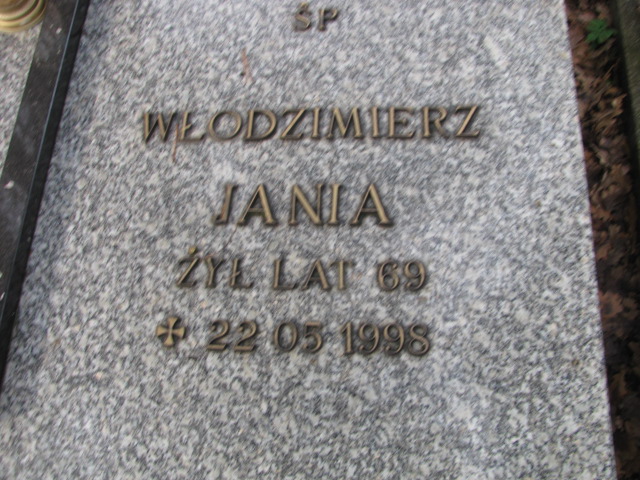 ŚP
WŁODZIMIERZ
JANIA
ŻYŁ LAT 69
22 05 1998